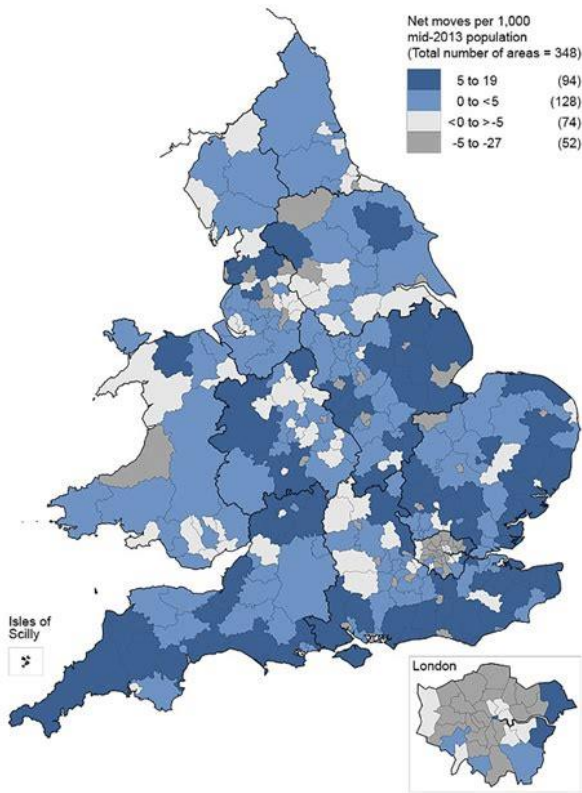 Net moves per 1,000
mid-2013 population
(Total number of areas = 348)
5 to 19 (94)
0 to <5 (128)
<0 to >-5 (74)
-5 to -27 (52)
Isles of
Scilly
London